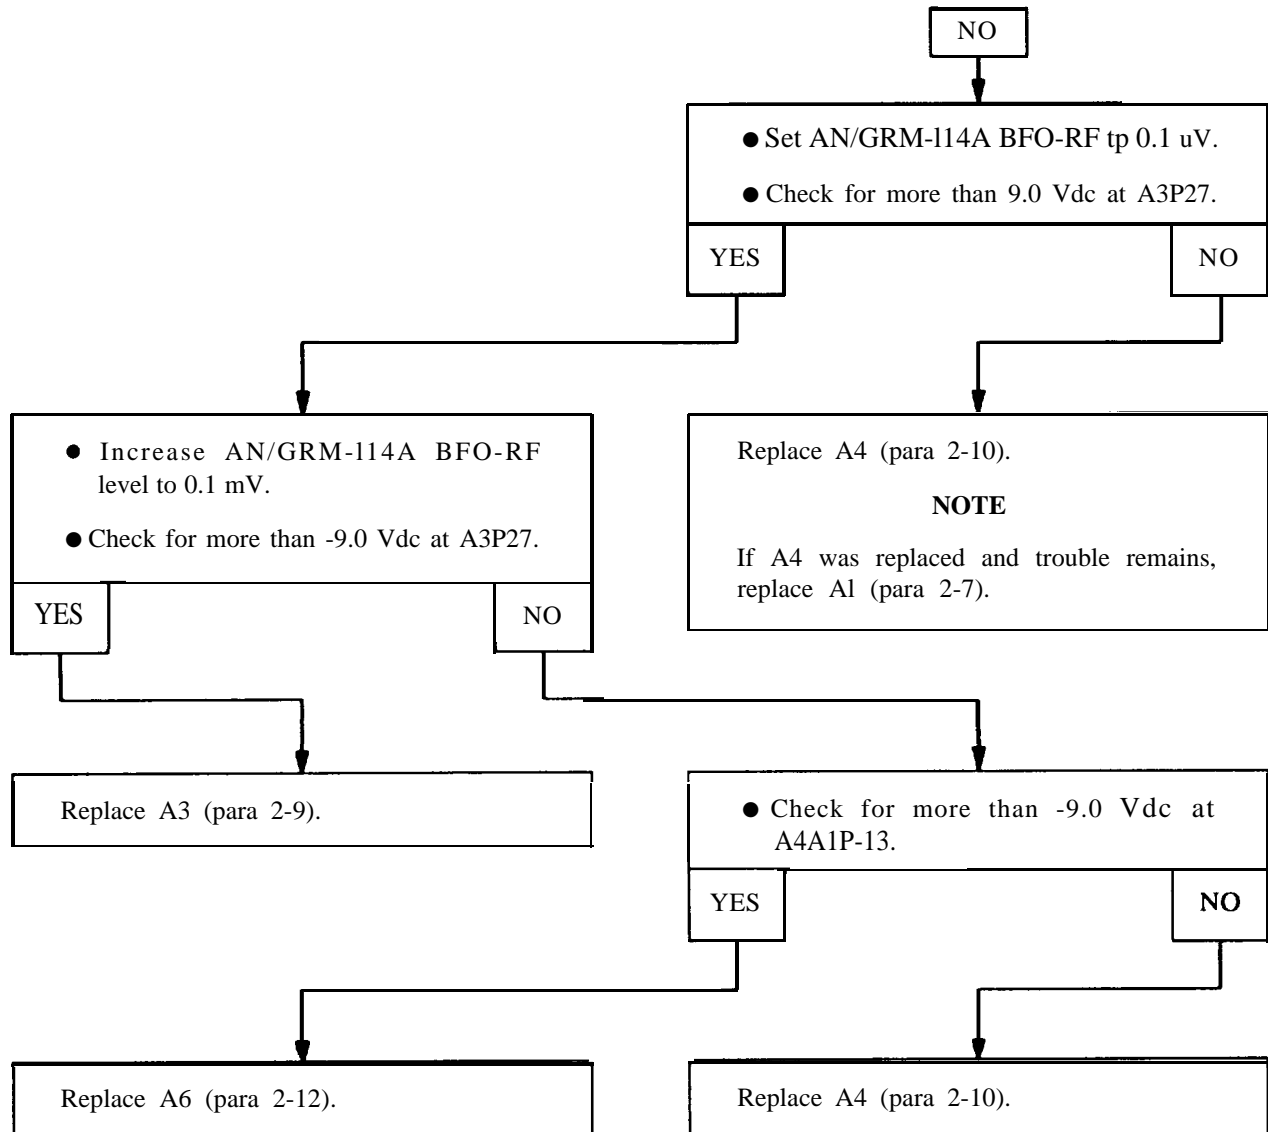 NO
● Set AN/GRM-l14A BFO-RF tp 0.1 uV.
● Check for more than 9.0 Vdc at A3P27.
YES
NO
● Increase AN/GRM-l14A BFO-RF
level to 0.1 mV.
● Check for more than -9.0 Vdc at A3P27.
YES
NO
Replace A4 (para 2-10).
NOTE
If A4 was replaced and trouble remains,
replace Al (para 2-7).
Replace A3 (para 2-9).
● Check for more than -9.0 Vdc at
A4A1P-13.
YES
NO
Replace A6 (para 2-12).
Replace A4 (para 2-10).